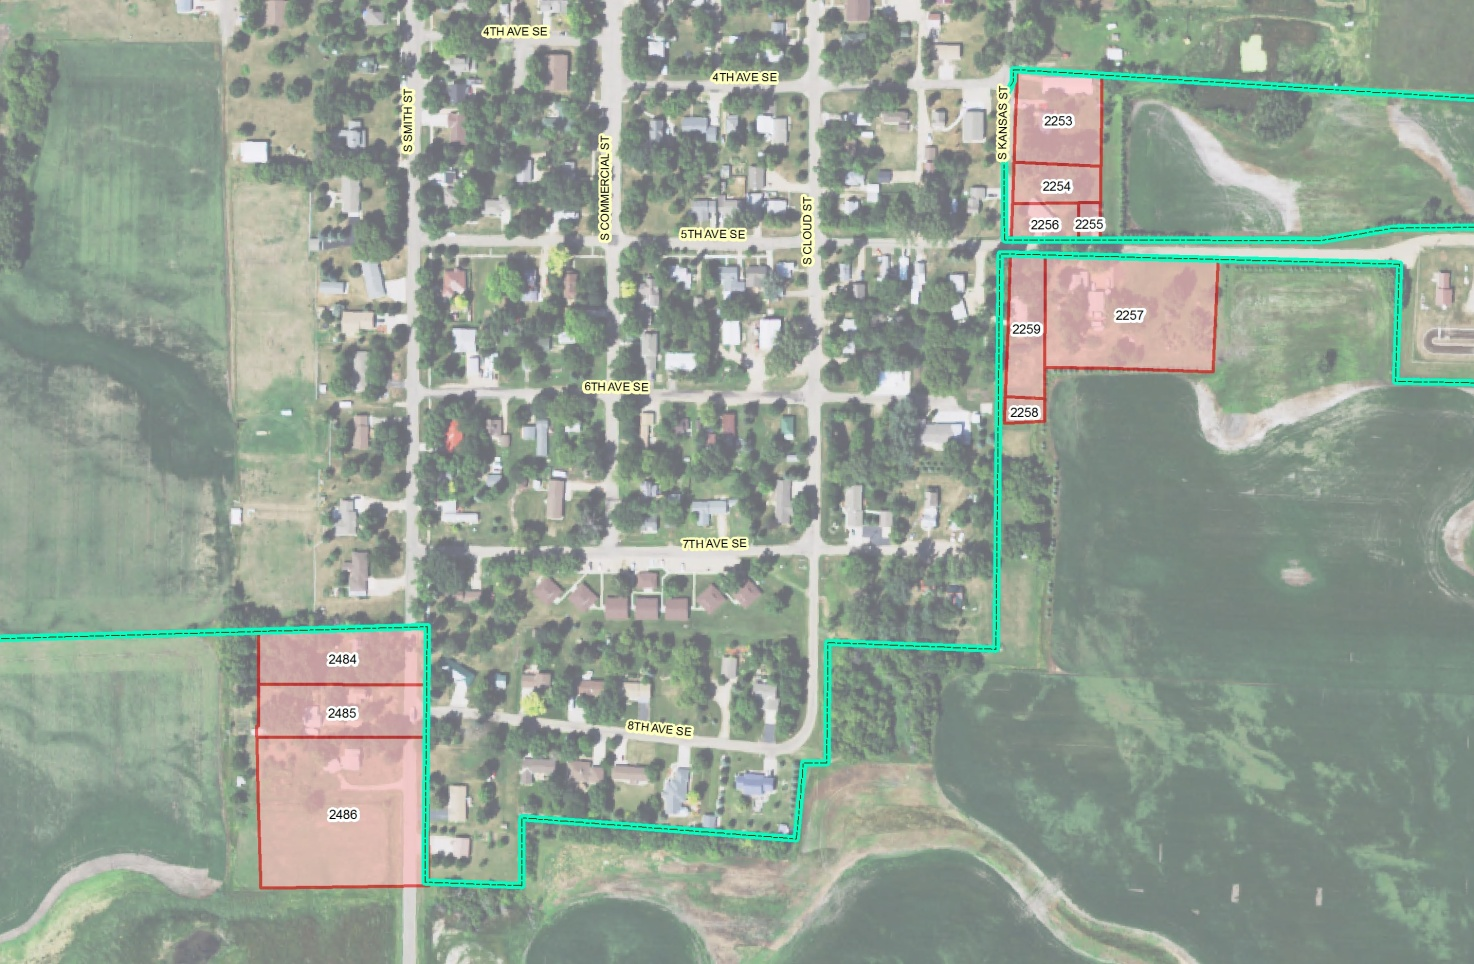 4TH AVE SE
4TH AVE SE
S SMITH ST
S KANSAS ST
2253
S COMMERCIAL ST
2254
S CLOUD ST
2256
2255
5TH AVE SE
2257
2259
6TH AVE SE
2258
7TH AVE SE
2484
2485
8TH AVE SE
2486